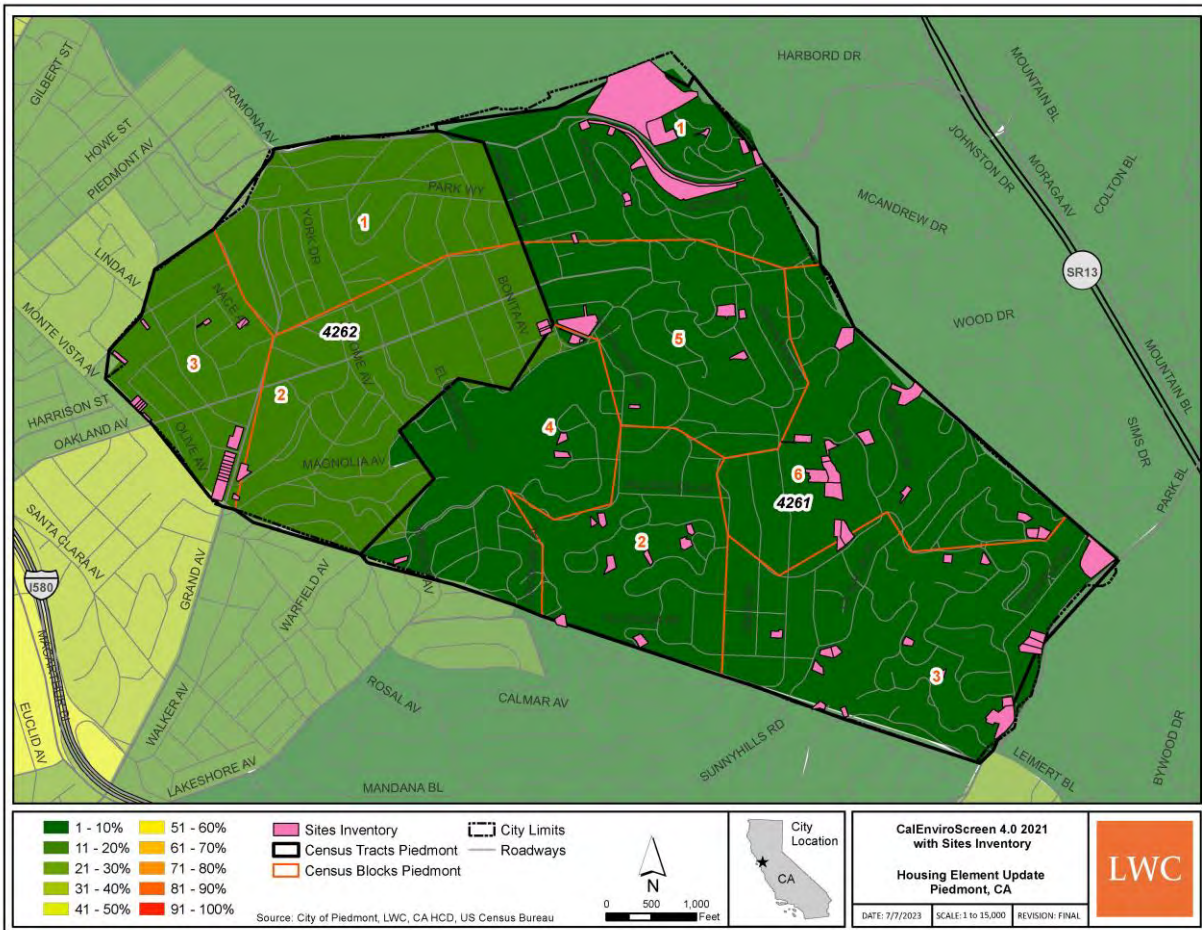 HARBORD DR
GILBERT ST
MOUNTAIN BL
RAMONA AV
HOWE ST
PIEDMONT AV
JOHNSTON DR
MORAGA AV
COLTON BL
1
PARK WY
MCANDREW DR
1
YORK DR
LINDA AV
SR13
NACE
BONITA AV
WOOD DR
4262
MONTE VISTA AV
3
5
MOUNTAIN BL
HARRISON ST
2
OAKLAND AV
OLIVE AV
4
SIMS DR
MAGNOLIA AV
6
4261
PARK BL
SANTA CLARA AV
2
I580
GRAND AV
WARFIELD AV
AV
MACARTHUR BL
3
ROSAL AV
CALMAR AV
EUCLID AV
WALKER AV
SUNNYHILLS RD
LEIMERT BL
BYWOOD DR
LAKESHORE AV
MANDANA BL
1 - 10%
11 - 20%
21 - 30%
31 - 40%
41 - 50%
51 - 60%
61 - 70%
71 - 80%
81 - 90%
91 - 100%
Sites Inventory
Census Tracts Piedmont
Census Blocks Piedmont
City Limits
Roadways
Source: City of Piedmont, LWC, CA HCD, US Census Bureau
N
0 500 1,000
Feet
City
Location
CA
CalEnviroScreen 4.0 2021
with Sites Inventory
Housing Element Update
Piedmont, CA
DATE: 7/7/2023
SCALE: 1 to 15,000
REVISION: FINAL
LWC